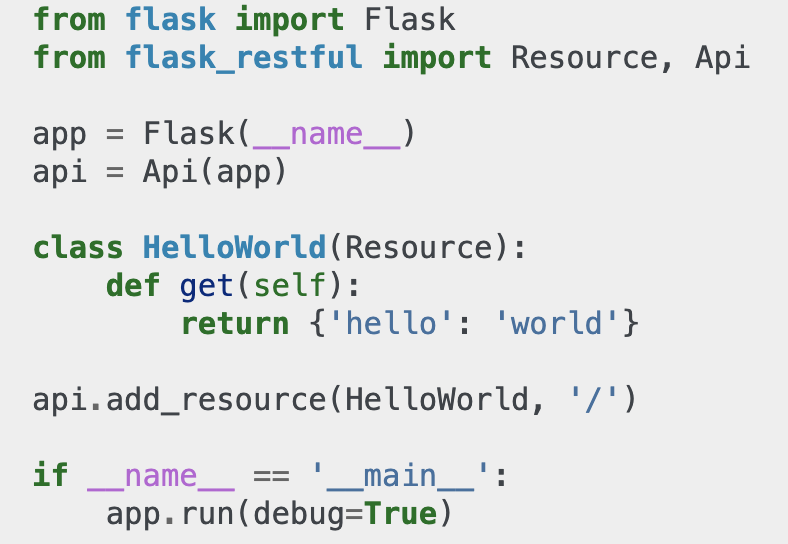 from flask import Flask
from flask_restful import Resource, Api

app = Flask(__name__)
api = Api(app)

class HelloWorld(Resource):
    def get(self):
        return {'hello': 'world'}

api.add_resource(HelloWorld, '/')

if __name__ == '__main__':
    app.run(debug=True)